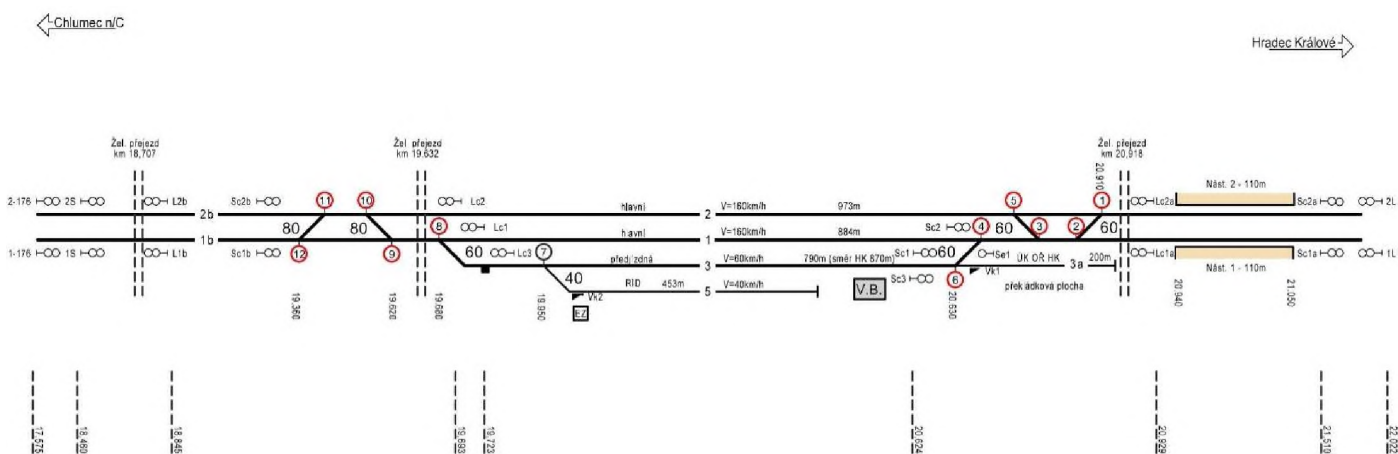 Chlumec n/C
Hradec Králové
Žel. přejezd
km 18,707
Žel. přejezd
km 19.632
Žel. přejezd
km 20,918
20.910
Nást. 2 - 110m
2-176
2S
L2b
Sc2b
11
10
Lc2
5
1
Lc2a
Sc2a
2L
2b
hlavní
2
V=160km/h
973m
80
80
8
Lc1
Sc2
4
60
3
2
60
1b
hlavní
1
V=160km/h
884m
1-176
1S
L1b
Sc1b
12
9
60
Lc3
7
předjízdná
3
V=60km/h
790m (směr HK 870m)
Sc1
60
Se1
ÚK OŘ HK
3a
200m
Lc1a
Nást. 1 - 110m
Sc1a
1L
40
RID
453m
5
V=40km/h
V.B.
Sc3
6
Vk1
překládková plocha
Vk2
EZ
19.360
19.620
19.680
19.950
20.630
20.940
21.050
17.575
18.460
18.845
19.693
19.723
20.624
20.929
21.510
22.022